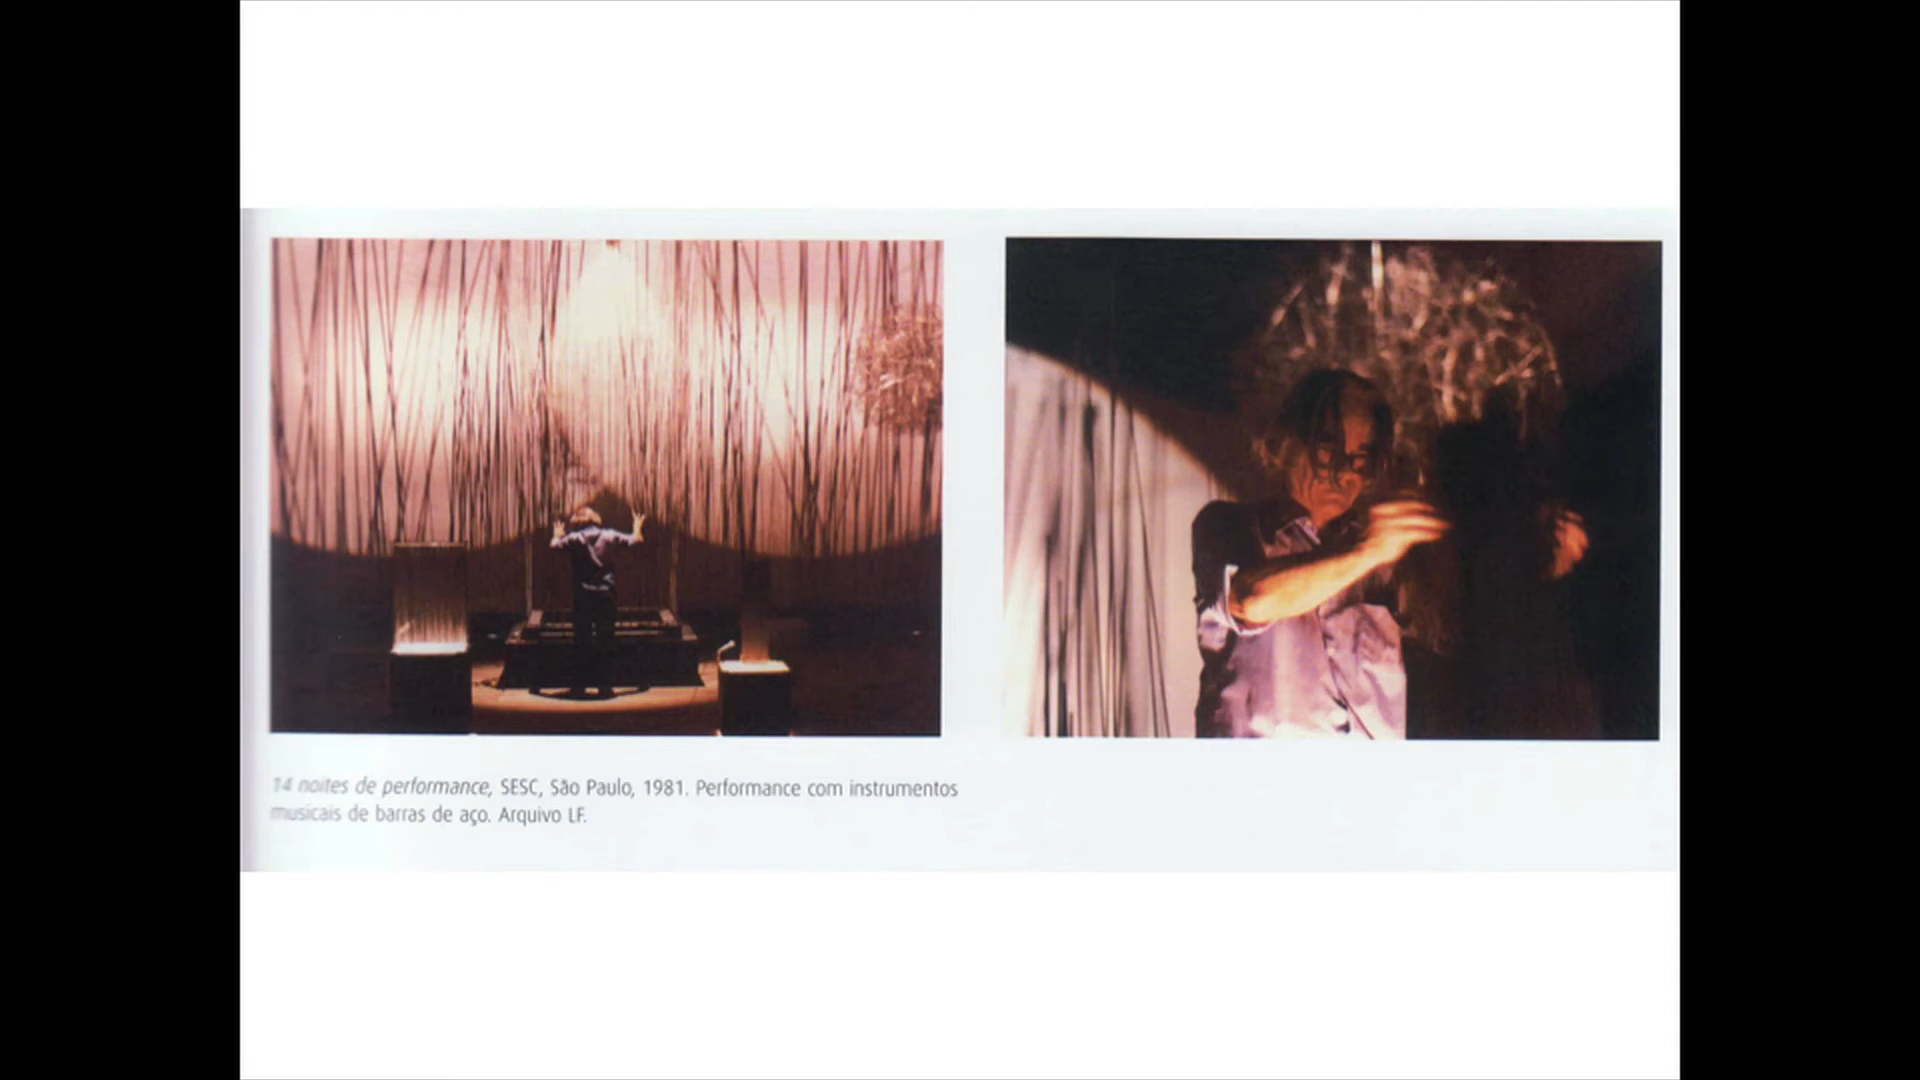 14 noites de performance, SESC, São Paulo, 1981. Performance com instrumentos
musicais de barras de aço. Arquivo LF.